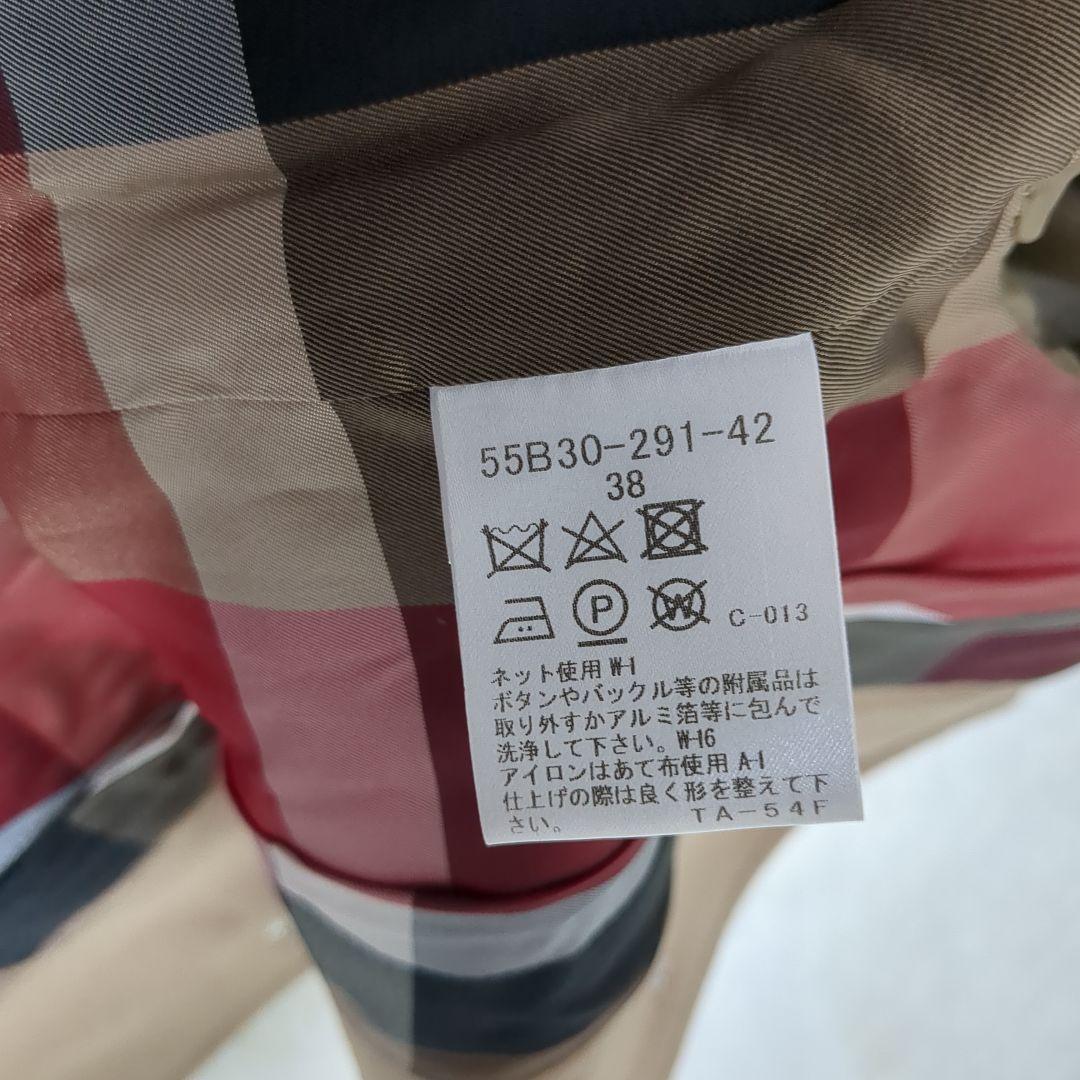 55B30-291-42
38
P W C-013
ネット使用 W-1
ボタンやバックル等の附属品は
取り外すかアルミ箔等に包んで
洗浄して下さい。W-16
アイロンはあて布使用 A-1
仕上げの際は良く形を整えて下
さい。 TA-54F